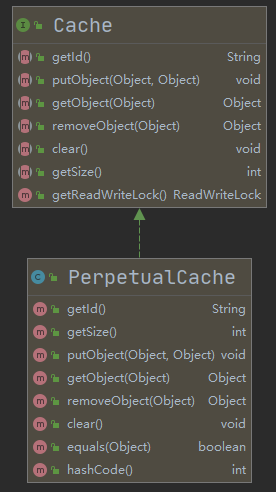 Cache
getId() String
putObject(Object, Object) void
getObject(Object) Object
removeObject(Object) Object
clear() void
getSize() int
getReadWriteLock() ReadWriteLock
PerpetualCache
getId() String
getSize() int
putObject(Object, Object) void
getObject(Object) Object
removeObject(Object) Object
clear() void
equals(Object) boolean
hashCode() int